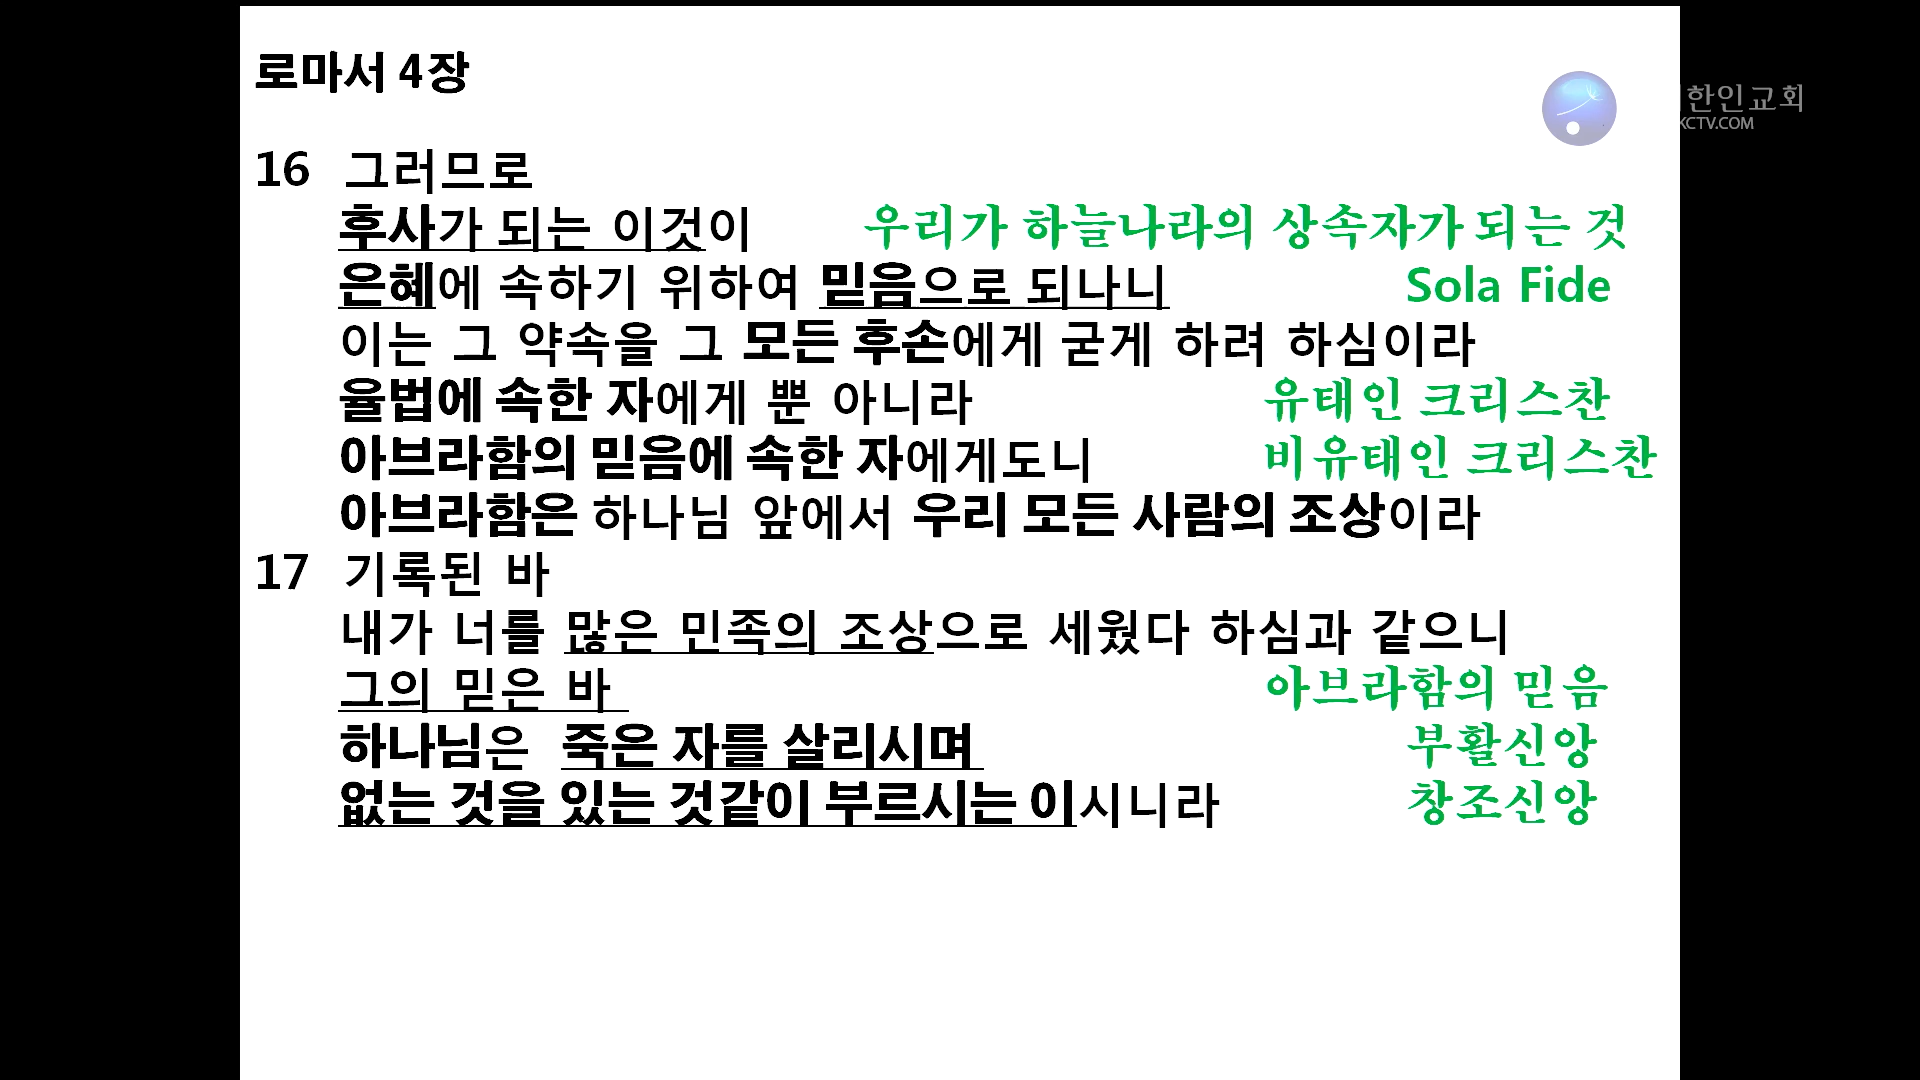 로마서 4장
한인교회
KCTV.COM
16 그러므로
후사가 되는 이것이 우리가 하늘나라의 상속자가 되는 것
은혜에 속하기 위하여 믿음으로 되나니 Sola Fide
이는 그 약속을 그 모든 후손에게 굳게 하려 하심이라
율법에 속한 자에게 뿐 아니라 유태인 크리스찬
아브라함의 믿음에 속한 자에게도니 비유태인 크리스찬
아브라함은 하나님 앞에서 우리 모든 사람의 조상이라
17 기록된 바
내가 너를 많은 민족의 조상으로 세웠다 하심과 같으니
그의 믿은 바 아브라함의 믿음
하나님은 죽은 자를 살리시며 부활신앙
없는 것을 있는 것같이 부르시는 이시니라 창조신앙